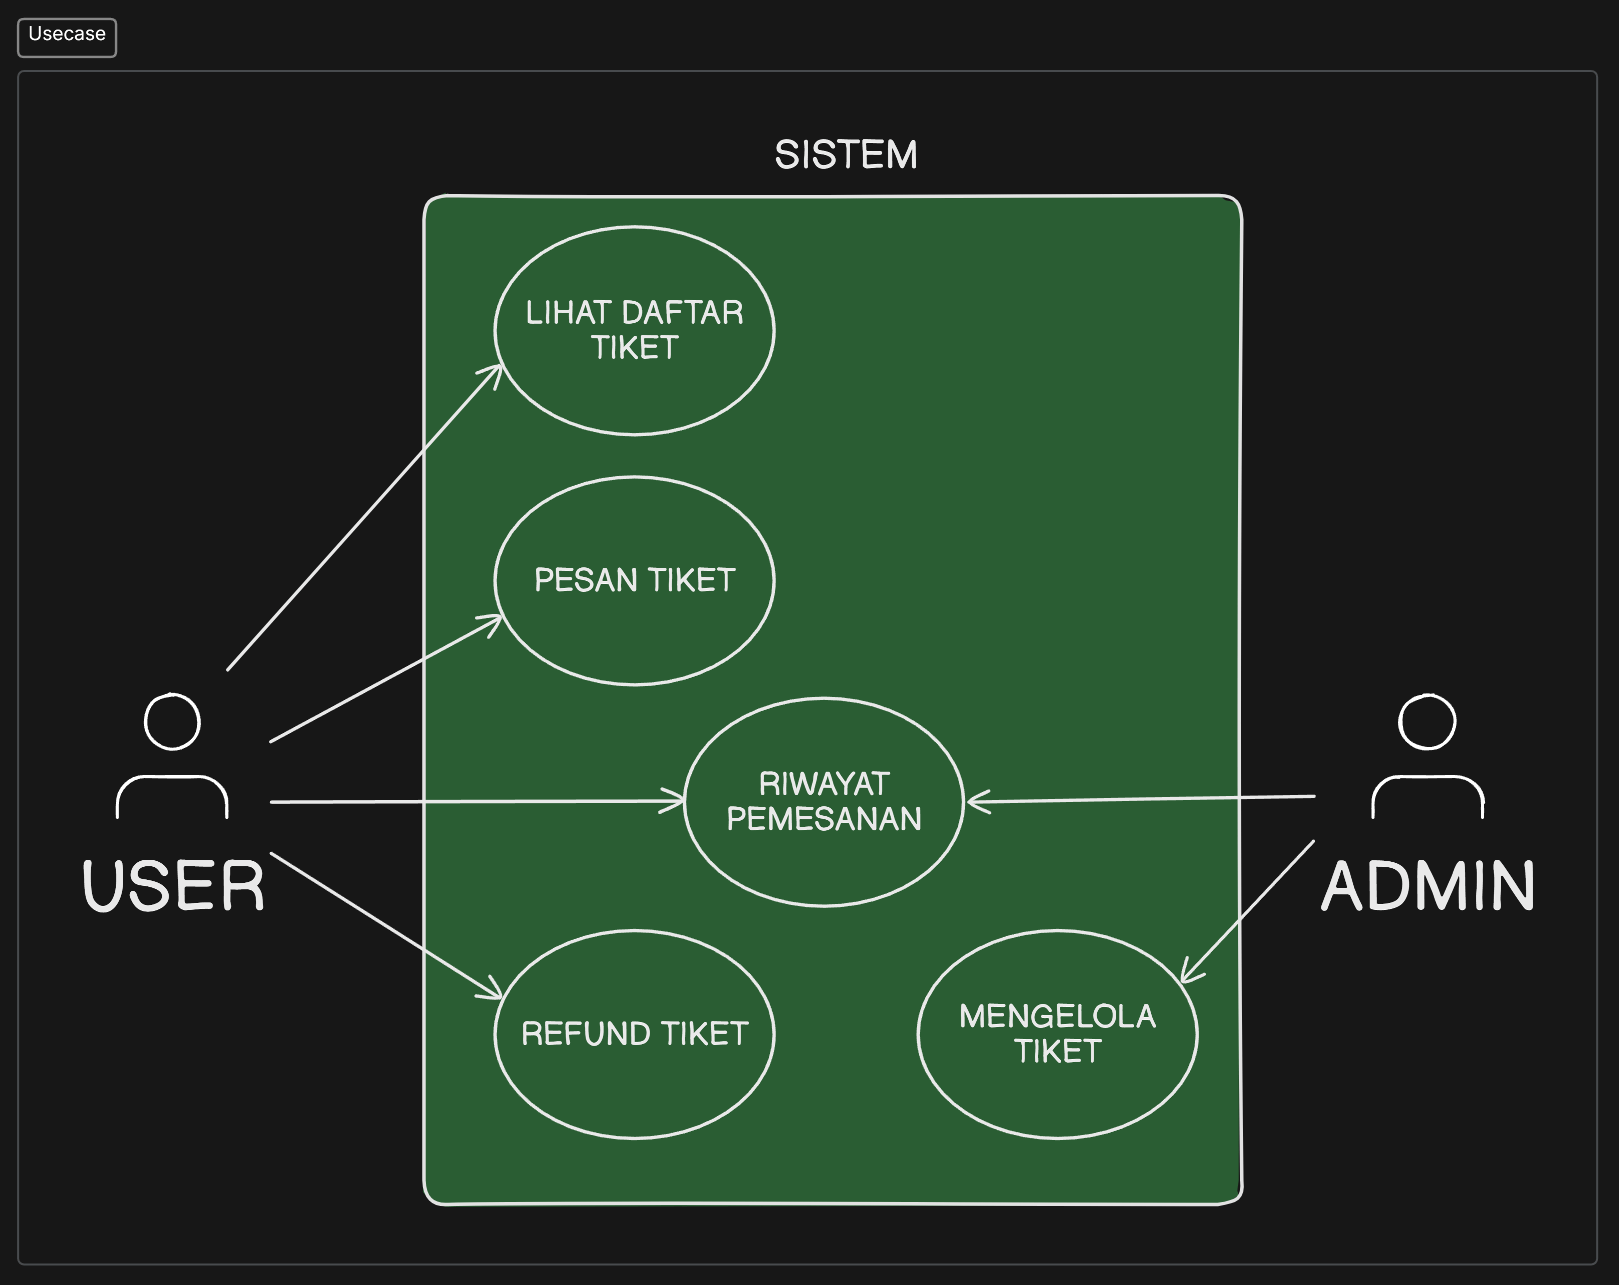 Usecase
SISTEM
LIHAT DAFTAR
TIKET
PESAN TIKET
RIWAYAT
PEMESANAN
USER
ADMIN
REFUND TIKET
MENGELOLA
TIKET